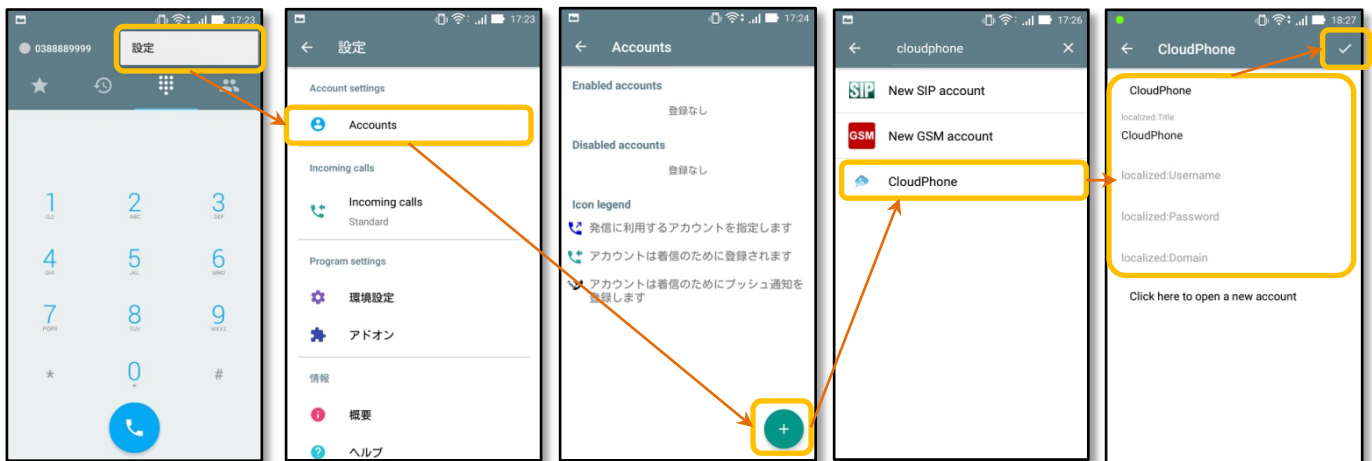 17:23
0388889999
設定
1
2
ABC
3
DEF
4
GHI
5
JKL
6
MNO
7
PQRS
8
TUV
9
WXYZ
*
0
+
#
17:23
設定
Account settings
Accounts
Incoming calls
Incoming calls
Standard
Program settings
環境設定
アドオン
情報
概要
ヘルプ
17:24
Accounts
Enabled accounts
登録なし
Disabled accounts
登録なし
Icon legend
発信に利用するアカウントを指定します
アカウントは着信のために登録されます
アカウントは着信のためにプッシュ通知を
登録します
+
17:26
cloudphone
SIP New SIP account
GSM New GSM account
CloudPhone
18:27
CloudPhone
CloudPhone
localized:Title
CloudPhone
localized:Username
localized:Password
localized:Domain
Click here to open a new account